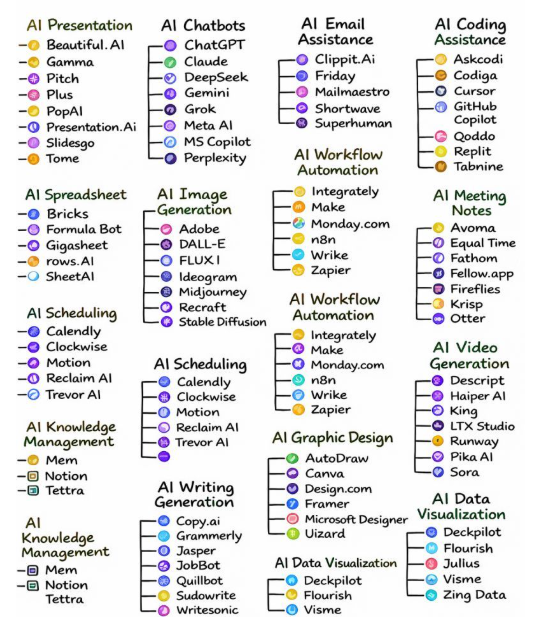 AI Presentation
Beautiful.AI
Gamma
Pitch
Plus
PopAI
Presentation.Ai
Slidesgo
Tome
AI Chatbots
ChatGPT
Claude
DeepSeek
Gemini
Grok
Meta AI
MS Copilot
Perplexity
AI Email
Assistance
Clippit.Ai
Friday
Mailmaestro
Shortwave
Superhuman
AI Coding
Assistance
Askcodi
Codiga
Cursor
GitHub
Copilot
Qoddo
Replit
Tabnine
AI Spreadsheet
Bricks
Formula Bot
Gigasheet
rows.AI
SheetAI
AI Image
Generation
Adobe
DALL-E
FLUX I
Ideogram
Midjourney
Recraft
Stable Diffusion
AI Workflow
Automation
Integrately
Make
Monday.com
n8n
Wrike
Zapier
AI Meeting
Notes
Avoma
Equal Time
Fathom
Fellow.app
Fireflies
Krisp
Otter
AI Scheduling
Calendly
Clockwise
Motion
Reclaim AI
Trevor AI
AI Scheduling
Calendly
Clockwise
Motion
Reclaim AI
Trevor AI
AI Workflow
Automation
Integrately
Make
Monday.com
n8n
Wrike
Zapier
AI Video
Generation
Descript
Haiper AI
King
LTX Studio
Runway
Pika AI
Sora
AI Knowledge
Management
Mem
Notion
Tettra
AI Writing
Generation
Copy.ai
Grammerly
Jasper
JobBot
Quillbot
Sudowrite
Writesonic
AI Graphic Design
AutoDraw
Canva
Design.com
Framer
Microsoft Designer
Uizard
AI Data
Visualization
Deckpilot
Flourish
Jullus
Visme
Zing Data
AI
Knowledge
Management
Mem
Notion
Tettra
AI Data Visualization
Deckpilot
Flourish
Visme